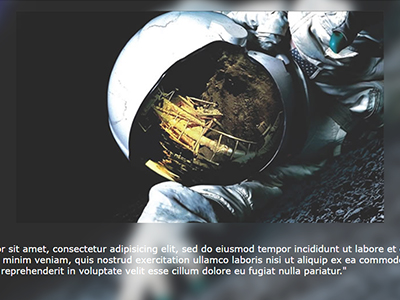 or sit amet, consectetur adipisicing elit, sed do eiusmod tempor incididunt ut labore et
minim veniam, quis nostrud exercitation ullamco laboris nisi ut aliquip ex ea commod
reprehenderit in voluptate velit esse cillum dolore eu fugiat nulla pariatur."